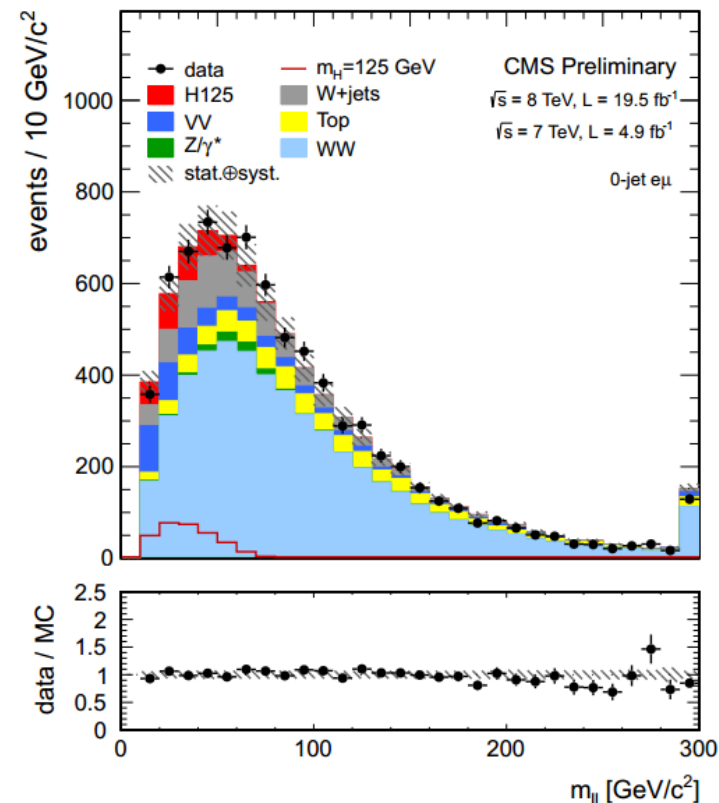 events / 10 GeV/c²
1000
800
600
400
200
0
data
H125
VV
Z/γ*
stat.⊕syst.
m_H=125 GeV
W+jets
Top
WW
CMS Preliminary
√s = 8 TeV, L = 19.5 fb⁻¹
√s = 7 TeV, L = 4.9 fb⁻¹
0-jet eμ
data / MC
2.5
2
1.5
1
0.5
0
0 100 200 300
m_ll [GeV/c²]